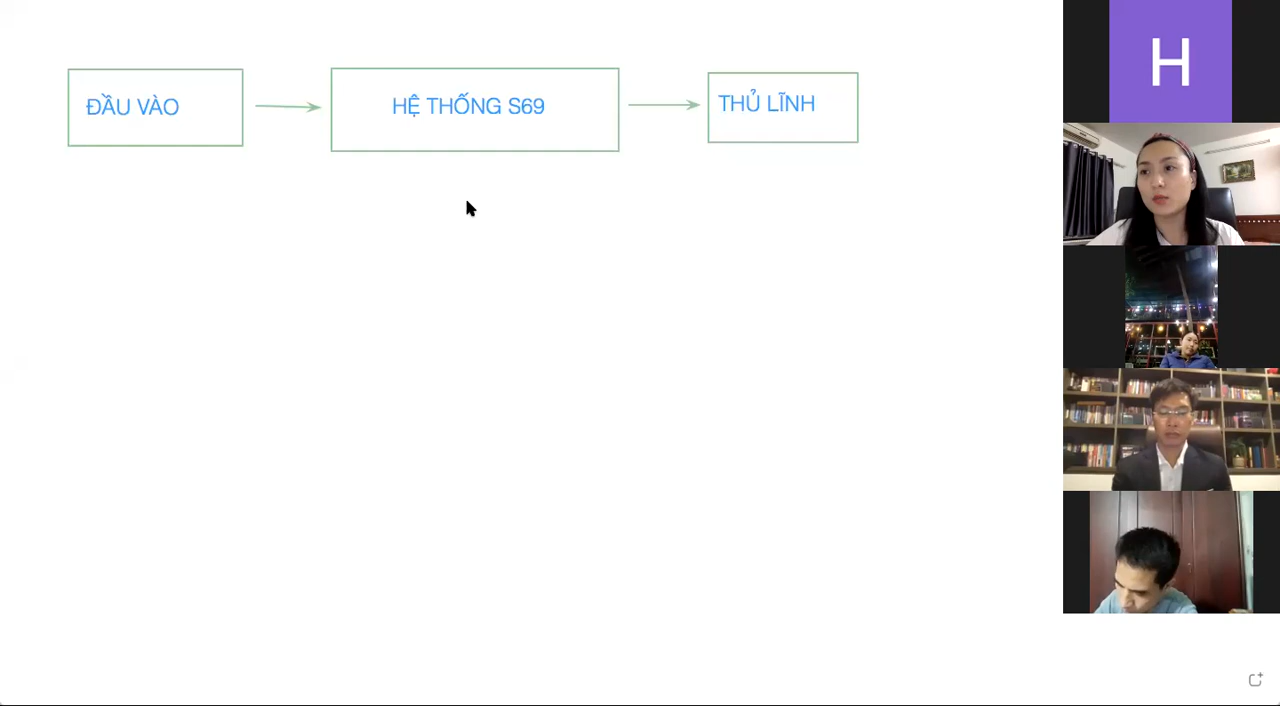 ĐẦU VÀO
HỆ THỐNG S69
THỦ LĨNH
H